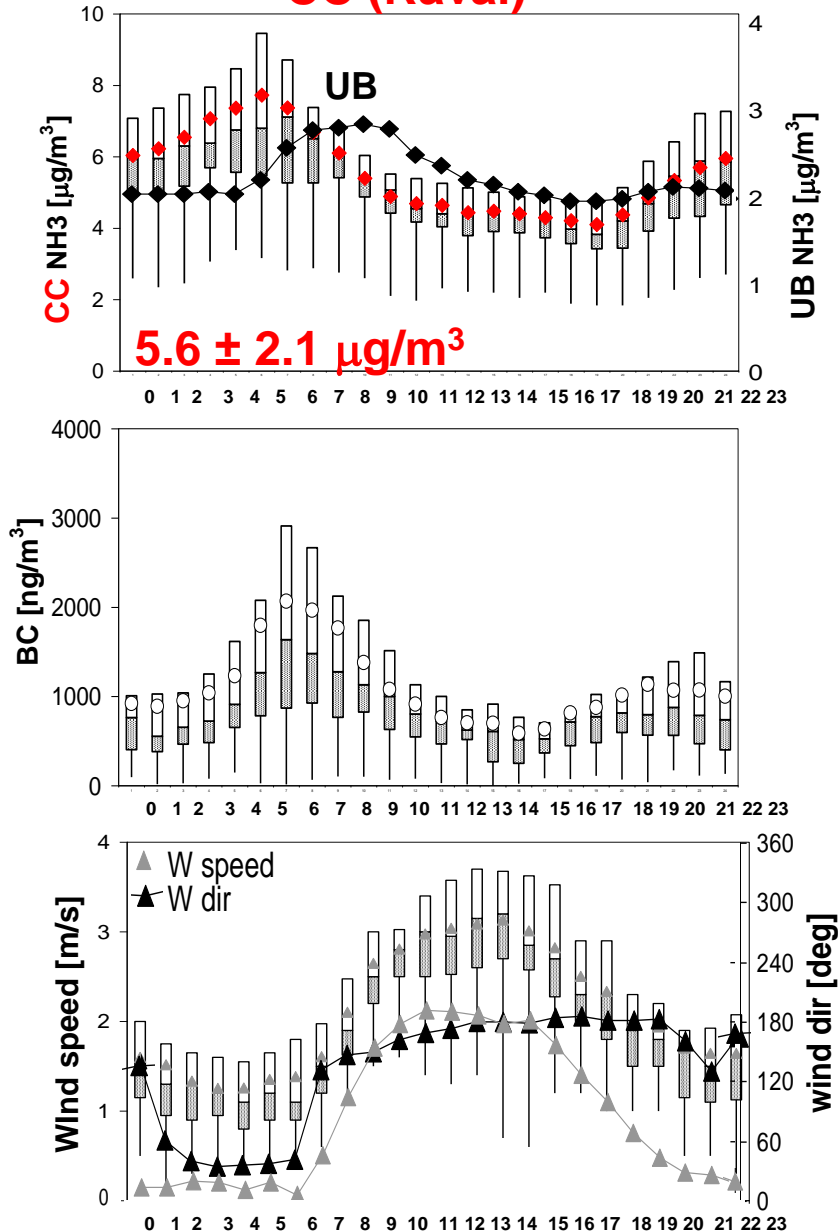 CC (Raval)
10
8
6
4
2
0
CC NH3 [μg/m³]
UB
4
3
2
1
0
UB NH3 [μg/m³]
5.6 ± 2.1 μg/m³
0 1 2 3 4 5 6 7 8 9 10 11 12 13 14 15 16 17 18 19 20 21 22 23
4000
3000
2000
1000
0
BC [ng/m³]
0 1 2 3 4 5 6 7 8 9 10 11 12 13 14 15 16 17 18 19 20 21 22 23
4
3
2
1
0
WInd speed [m/s]
W speed
W dir
360
300
240
180
120
60
0
wind dir [deg]
0 1 2 3 4 5 6 7 8 9 10 11 12 13 14 15 16 17 18 19 20 21 22 23